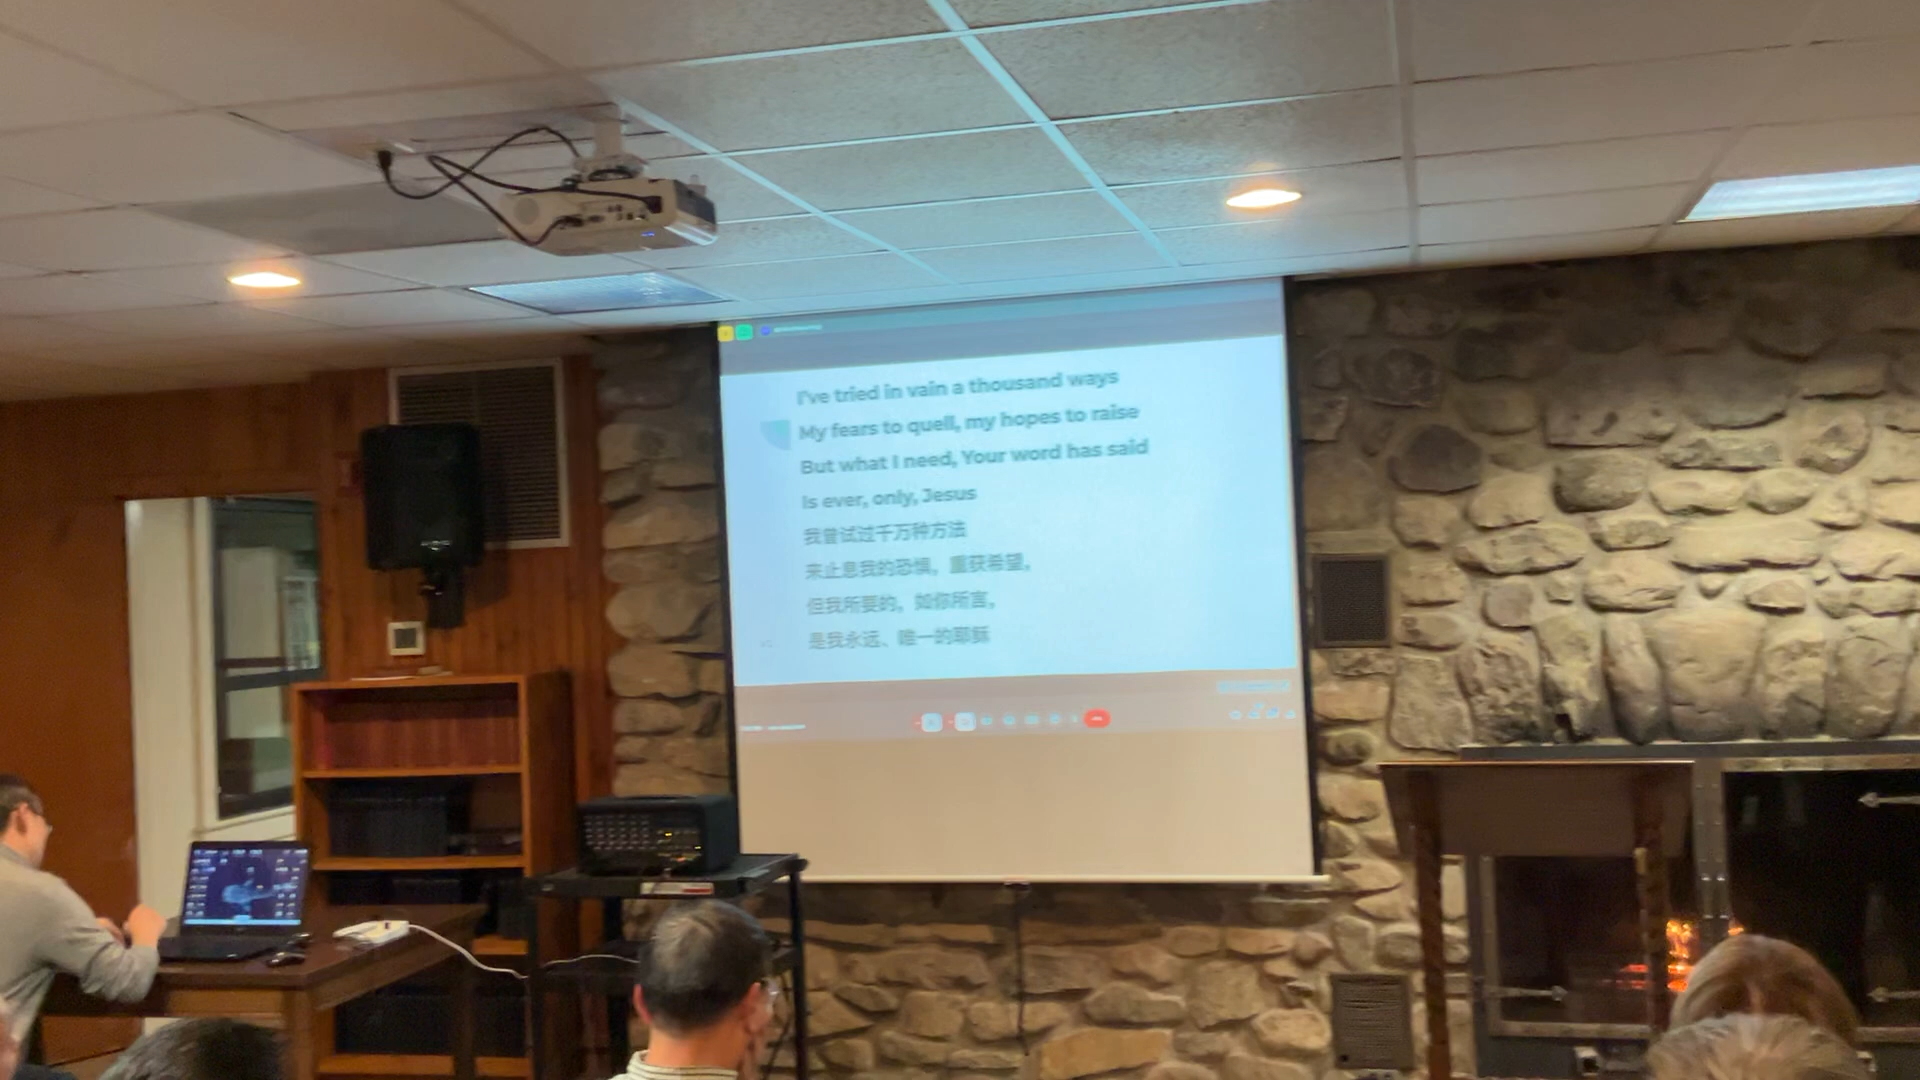 I've tried in vain a thousand ways
My fears to quell, my hopes to raise
But what I need, Your word has said
Is ever, only, Jesus
我曾试过千万种方法
来止息我的恐惧，重获希望。
但我所要的，如你所言，
是我永远、唯一的耶稣